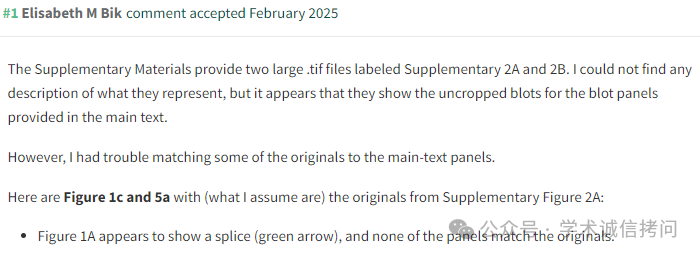 #1 Elisabeth M Bik comment accepted February 2025
The Supplementary Materials provide two large .tif files labeled Supplementary 2A and 2B. I could not find any
description of what they represent, but it appears that they show the uncropped blots for the blot panels
provided in the main text.
However, I had trouble matching some of the originals to the main-text panels.
Here are Figure 1c and 5a with (what I assume are) the originals from Supplementary Figure 2A:
• Figure 1A appears to show a splice (green arrow), and none of the panels match the originals.
公众号 · 学术诚信拷问